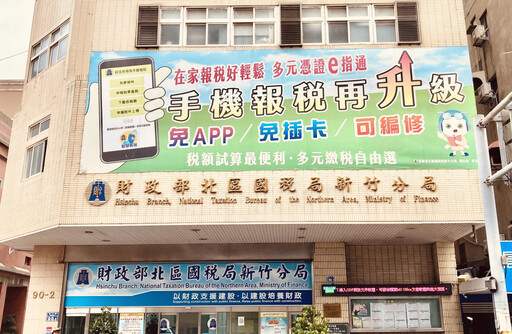 在家報稅好輕鬆 多元憑證e指通
手機報稅再升級
免APP / 免插卡 / 可編修
稅額試算最便利·多元繳稅自由選
財政部北區國稅局新竹分局
Hsinchu Branch, National Taxation Bureau of the Northern Area, Ministry of Finance
財政部北區國稅局新竹分局
Hsinchu Branch, National Taxation Bureau of the Northern Area, Ministry of Finance
以財政支援建設·以建設培養財政
90-2